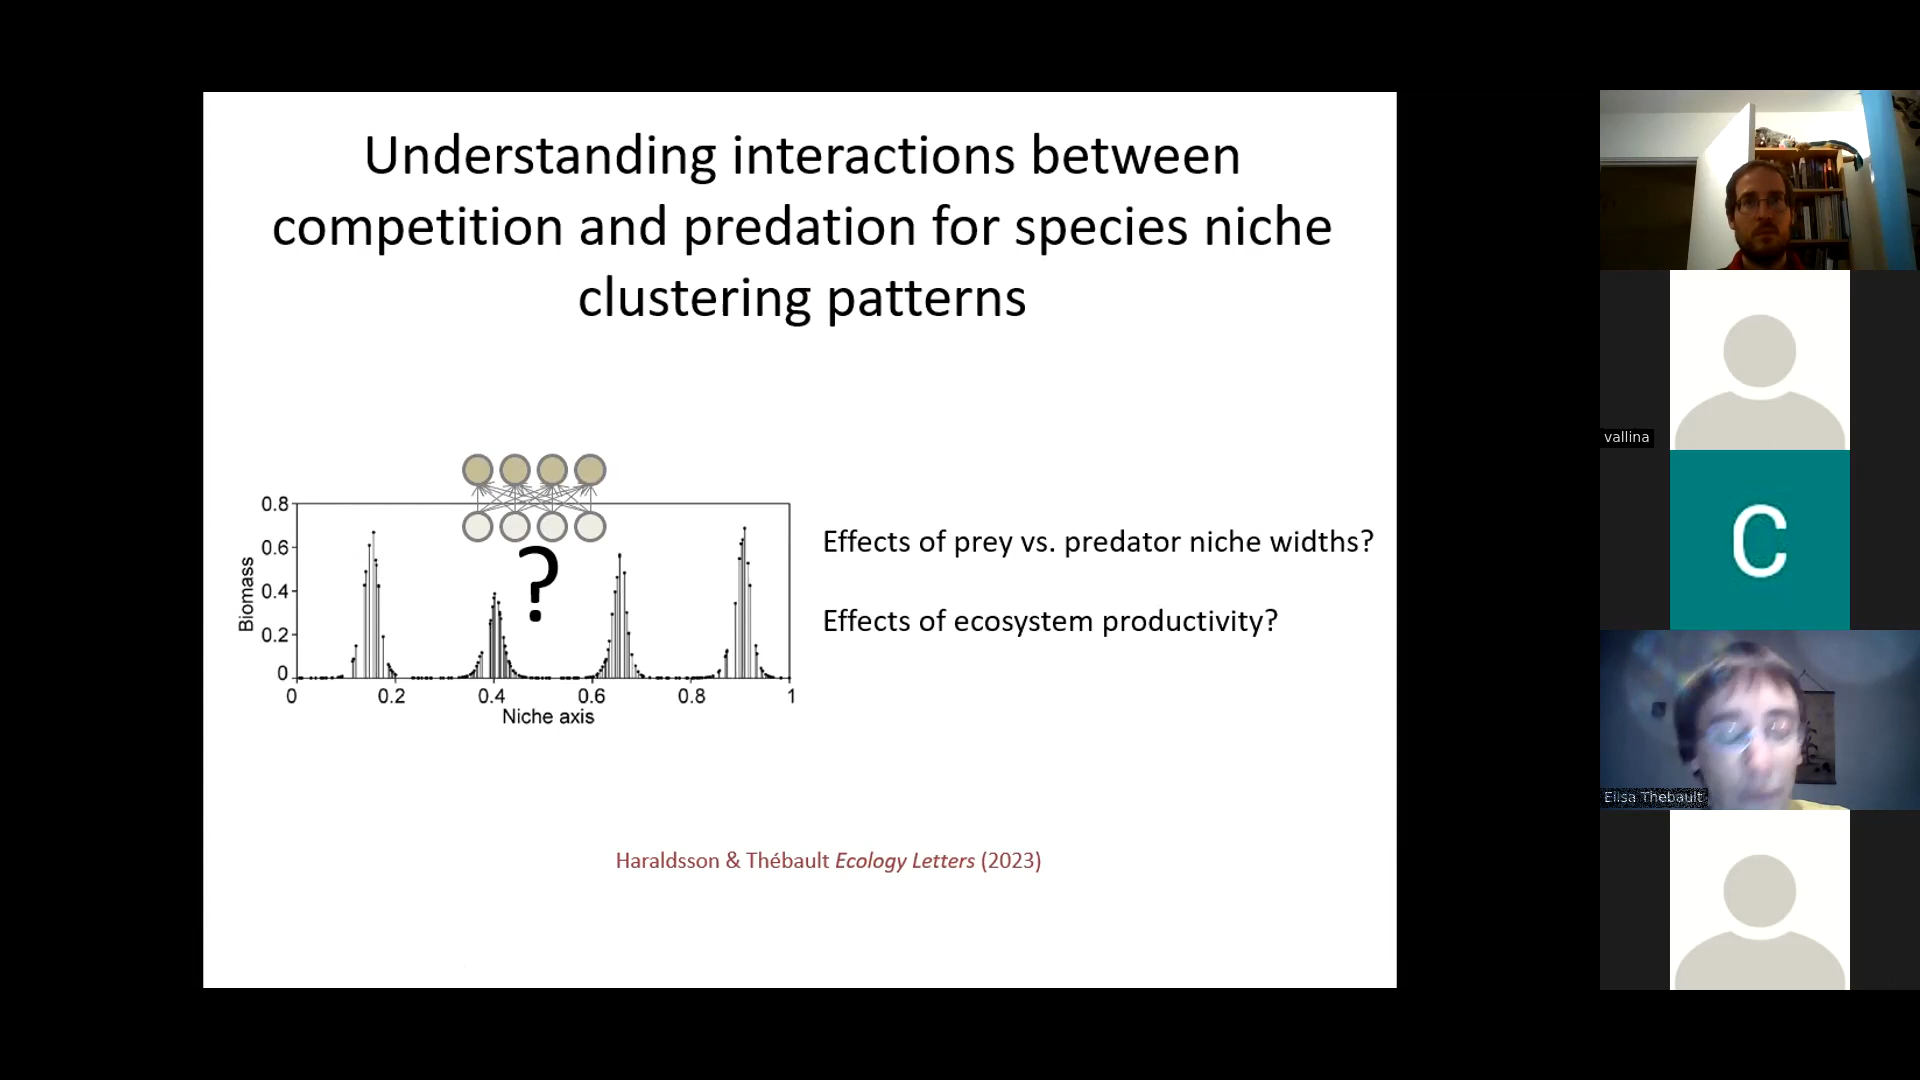 Understanding interactions between
competition and predation for species niche
clustering patterns
?
0.8
0.6
0.4
0.2
0
Biomass
0
0.2
0.4
0.6
0.8
1
Niche axis
Effects of prey vs. predator niche widths?
Effects of ecosystem productivity?
Haraldsson & Thébault Ecology Letters (2023)
vallina
C
Elisa Thebault